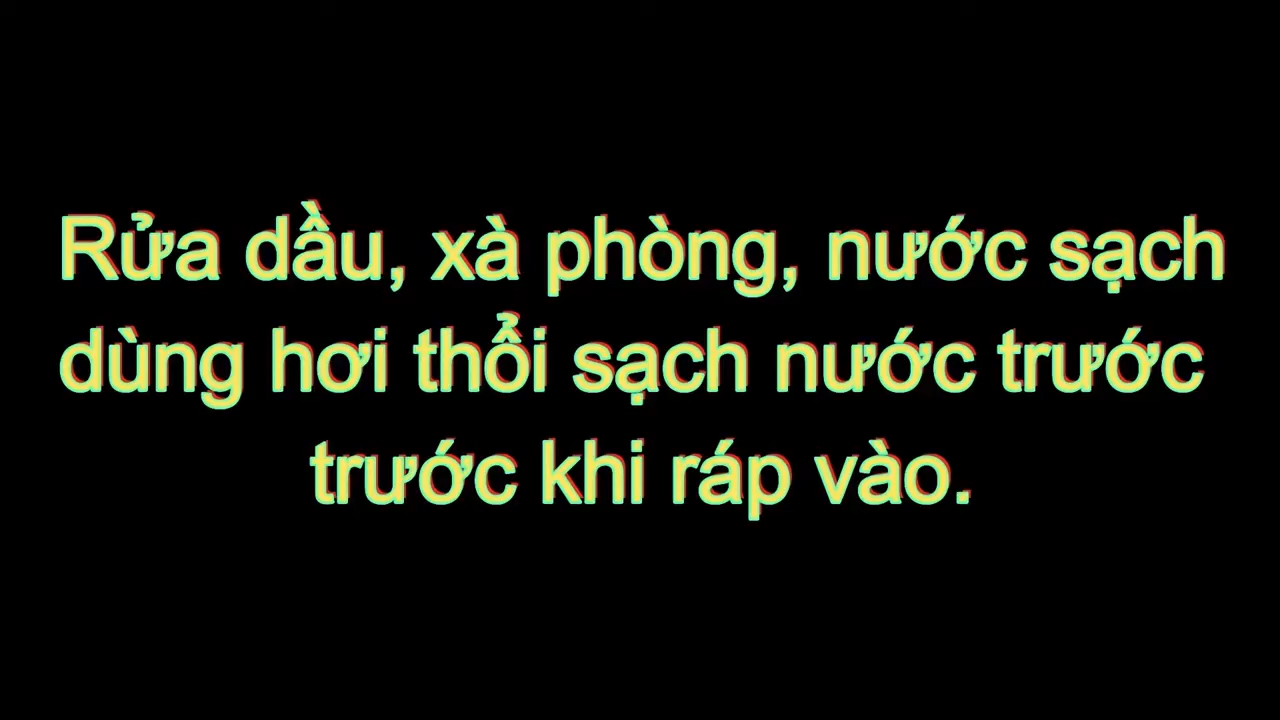 Rửa dầu, xà phòng, nước sạch
dùng hơi thổi sạch nước trước
trước khi ráp vào.